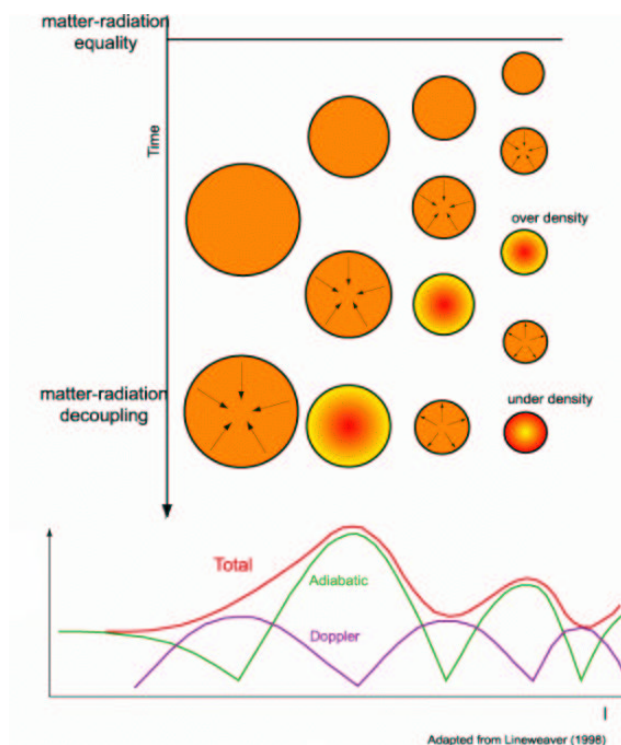 matter-radiation
equality
Time
over density
matter-radiation
decoupling
under density
Total
Adiabatic
Doppler
l
Adapted from Lineweaver (1998)